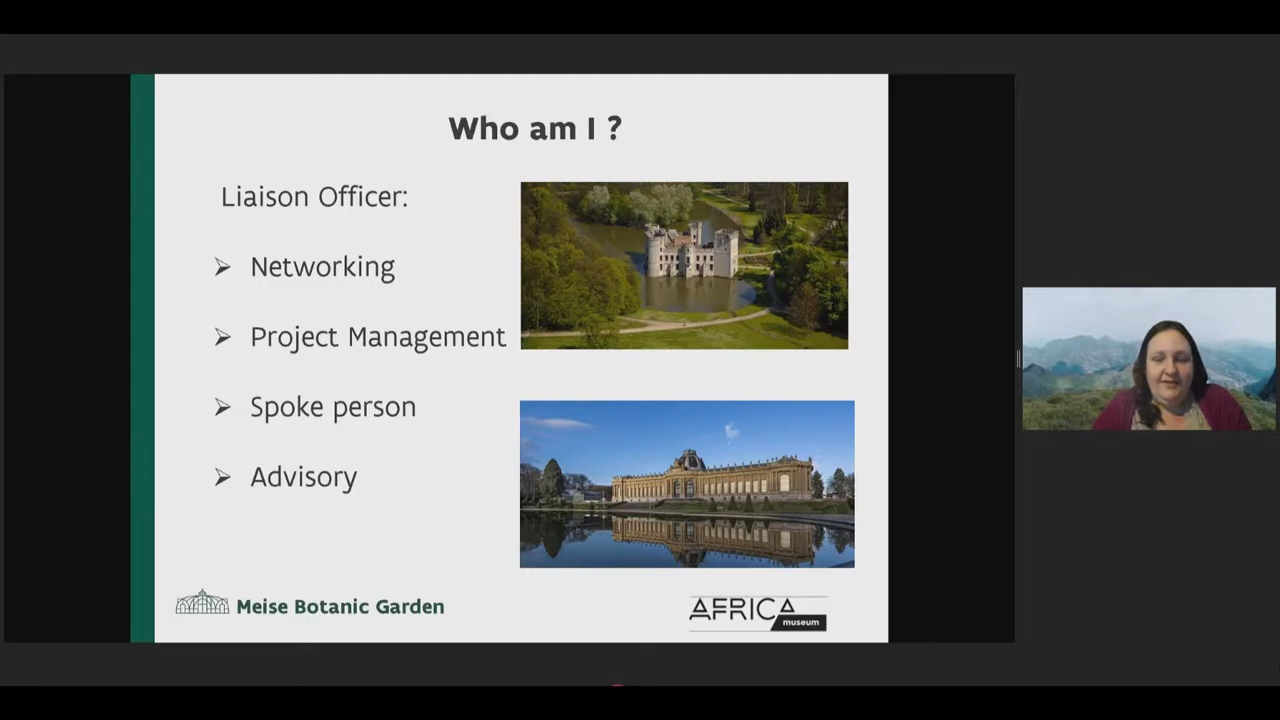 Who am I ?
Liaison Officer:
➢ Networking
➢ Project Management
➢ Spoke person
➢ Advisory
Meise Botanic Garden
AFRICA
museum